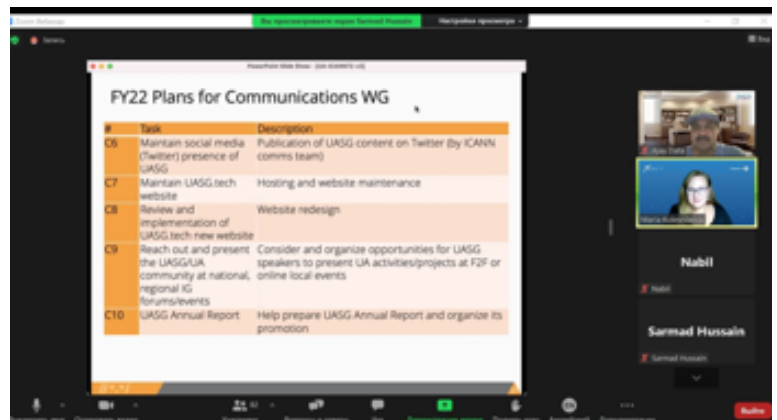 Zoom Вебинар
Вы просматриваете экран Sarmad Hussain
Настройки просмотра
Запись
Вид
FY22 Plans for Communications WG
# Task Description
C6 Maintain social media Publication of UASG content on Twitter (by ICANN
(Twitter) presence of comms team)
UASG
C7 Maintain UASG.tech Hosting and website maintenance
website
C8 Review and Website redesign
implementation of
UASG.tech new website
C9 Reach out and present Consider and organize opportunities for UASG
the UASG/UA speakers to present UA activities/projects at F2F or
community at national, online local events
regional IG
forums/events
C10 UASG Annual Report Help prepare UASG Annual Report and organize its
promotion
Ajay Data
Nabil
Nabil
Sarmad Hussain
Sarmad Hussain
Выйти